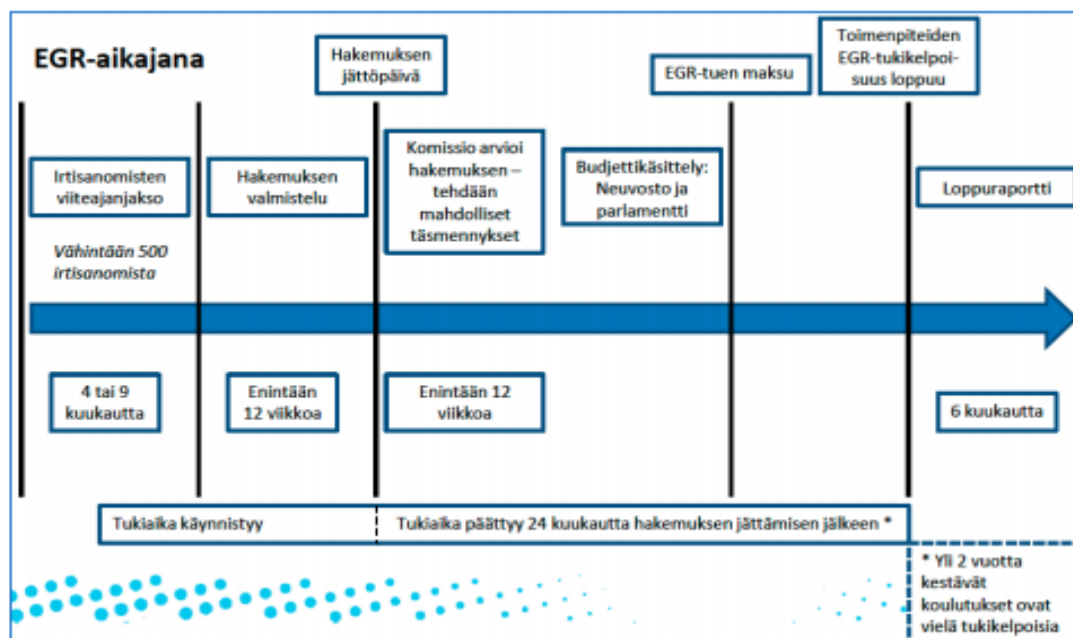 EGR-aikajana
Hakemuksen
jättöpäivä
EGR-tuen maksu
Toimenpiteiden
EGR-tukikelpoi-
suus loppuu
Irtisanomisten
viiteajanjakso
Hakemuksen
valmistelu
Komissio arvioi
hakemuksen –
tehdään
mahdolliset
täsmennykset
Budjettikäsittely:
Neuvosto ja
parlamentti
Loppuraportti
Vähintään 500
irtisanomista
4 tai 9
kuukautta
Enintään
12 viikkoa
Enintään 12
viikkoa
6 kuukautta
Tukiaika käynnistyy
Tukiaika päättyy 24 kuukautta hakemuksen jättämisen jälkeen *
* Yli 2 vuotta
kestävät
koulutukset ovat
vielä tukikelpoisia